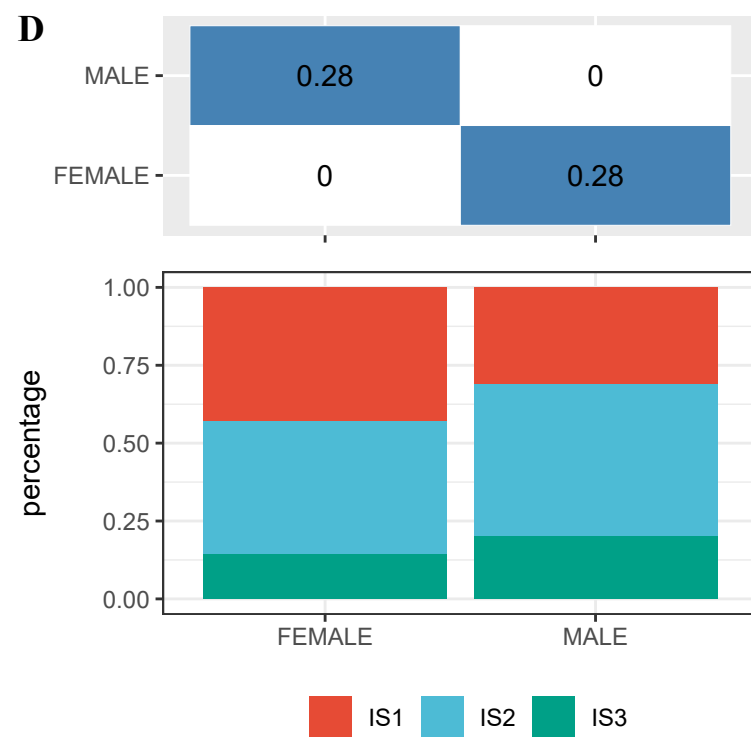 D
MALE 0.28 0
FEMALE 0 0.28
percentage
1.00
0.75
0.50
0.25
0.00
FEMALE MALE
IS1 IS2 IS3